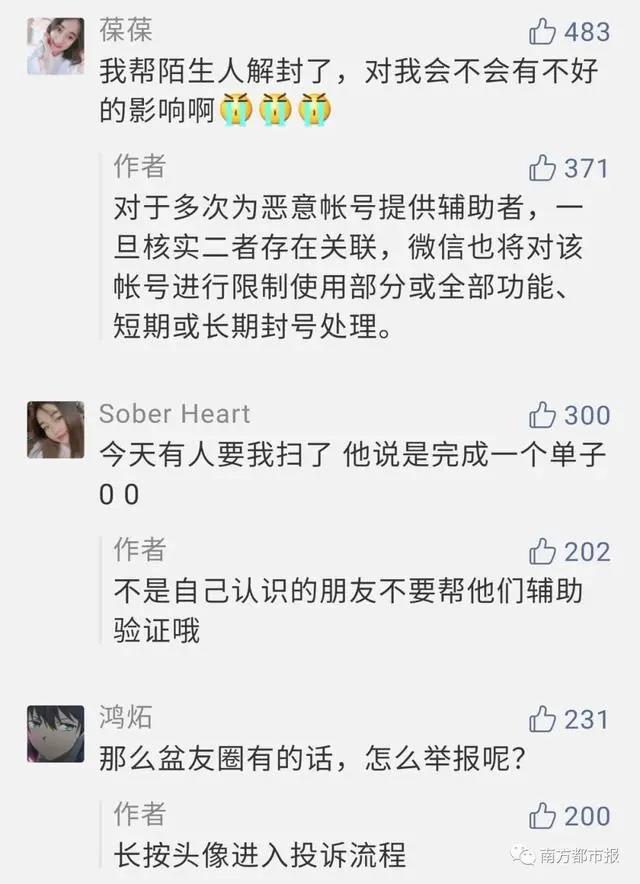 葆葆
483
我帮陌生人解封了，对我会不会有不好
的影响啊😭😭😭
作者
371
对于多次为恶意帐号提供辅助者，一
旦核实二者存在关联，微信也将对该
帐号进行限制使用部分或全部功能、
短期或长期封号处理。
Sober Heart
300
今天有人要我扫了 他说是完成一个单子
0 0
作者
202
不是自己认识的朋友不要帮他们辅助
验证哦
鸿炻
231
那么盆友圈有的话，怎么举报呢？
作者
200
长按头像进入投诉流程
南方都市报